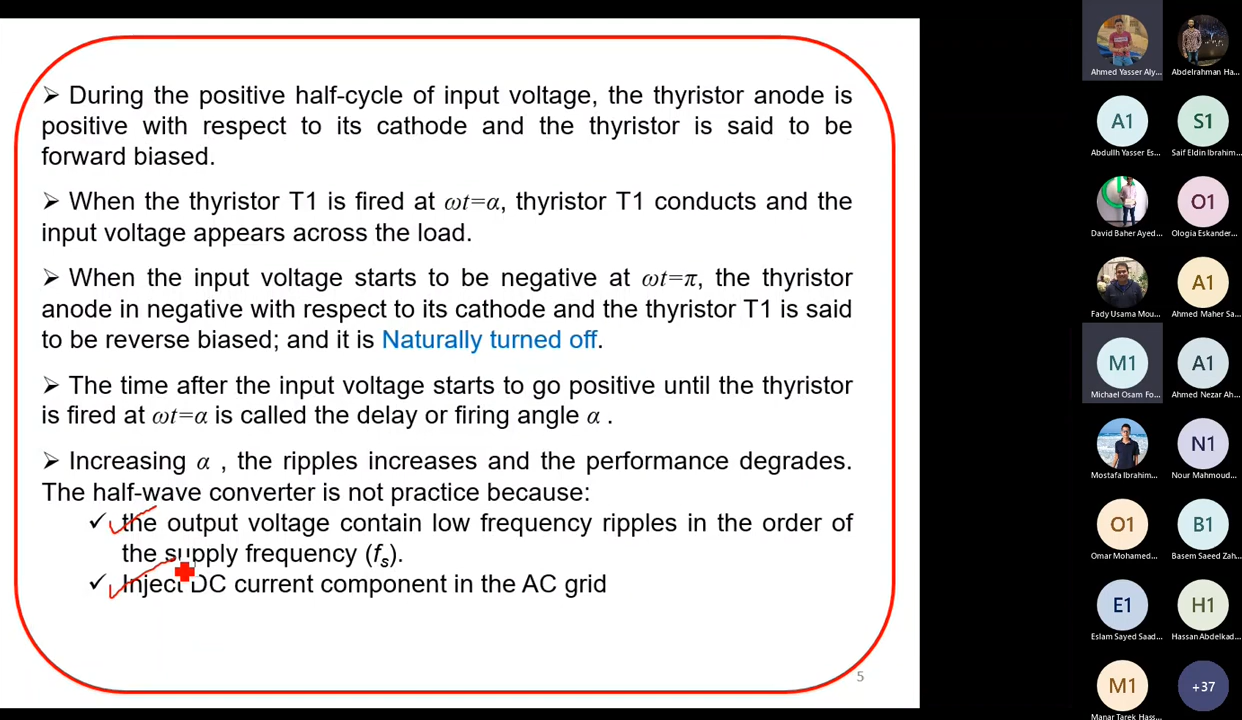 ➢ During the positive half-cycle of input voltage, the thyristor anode is
positive with respect to its cathode and the thyristor is said to be
forward biased.
➢ When the thyristor T1 is fired at ωt=α, thyristor T1 conducts and the
input voltage appears across the load.
➢ When the input voltage starts to be negative at ωt=π, the thyristor
anode in negative with respect to its cathode and the thyristor T1 is said
to be reverse biased; and it is Naturally turned off.
➢ The time after the input voltage starts to go positive until the thyristor
is fired at ωt=α is called the delay or firing angle α .
➢ Increasing α , the ripples increases and the performance degrades.
The half-wave converter is not practice because:
✓ the output voltage contain low frequency ripples in the order of
the supply frequency (fs).
✓ Inject DC current component in the AC grid
5
Ahmed Yasser Aly...
Abdelrahman Ha...
A1
S1
Abdullh Yasser Es...
Saif Eldin Ibrahim...
O1
David Baher Ayed...
Ologia Eskander...
A1
Fady Usama Mou...
Ahmed Maher Sa...
M1
A1
Michael Osam Fo...
Ahmed Nezar Ah...
N1
Mostafa Ibrahim...
Nour Mahmoud...
O1
B1
Omar Mohamed...
Basem Saeed Zah...
E1
H1
Eslam Sayed Saad...
Hassan Abdelkad...
M1
+37
Manar Tarek Hass...